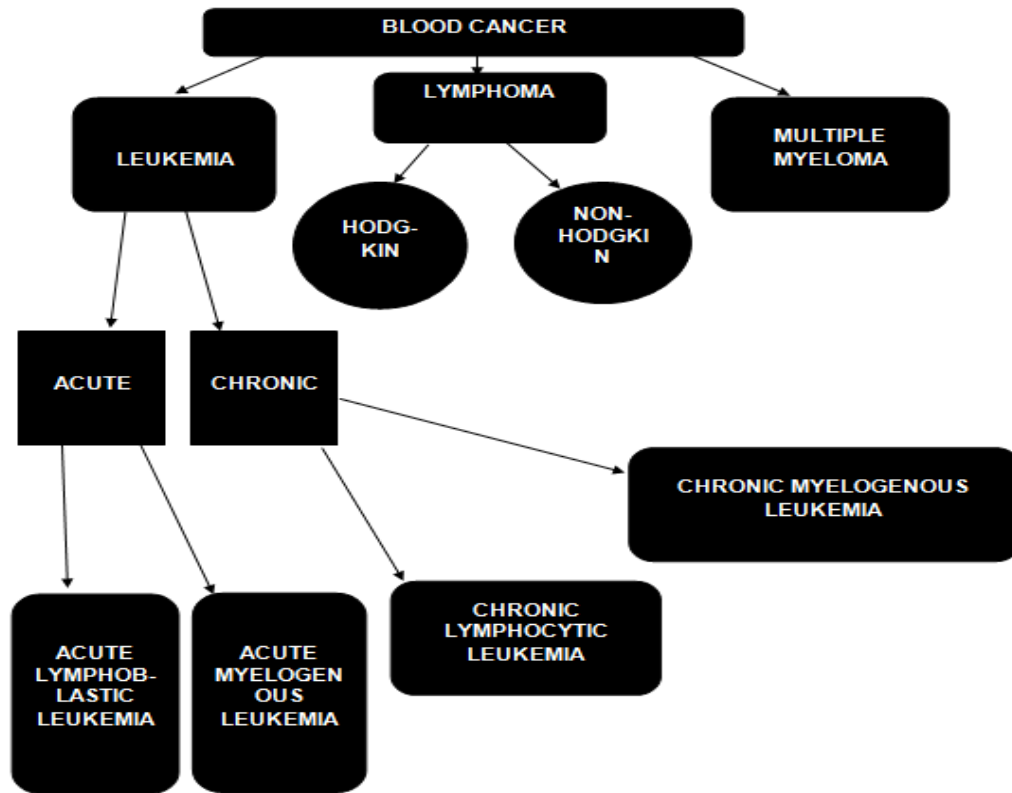 BLOOD CANCER
LYMPHOMA
LEUKEMIA
MULTIPLE
MYELOMA
HODG-
KIN
NON-
HODGKI
N
ACUTE
CHRONIC
CHRONIC MYELOGENOUS
LEUKEMIA
CHRONIC
LYMPHOCYTIC
LEUKEMIA
ACUTE
LYMPHOB-
LASTIC
LEUKEMIA
ACUTE
MYELOGEN
OUS
LEUKEMIA